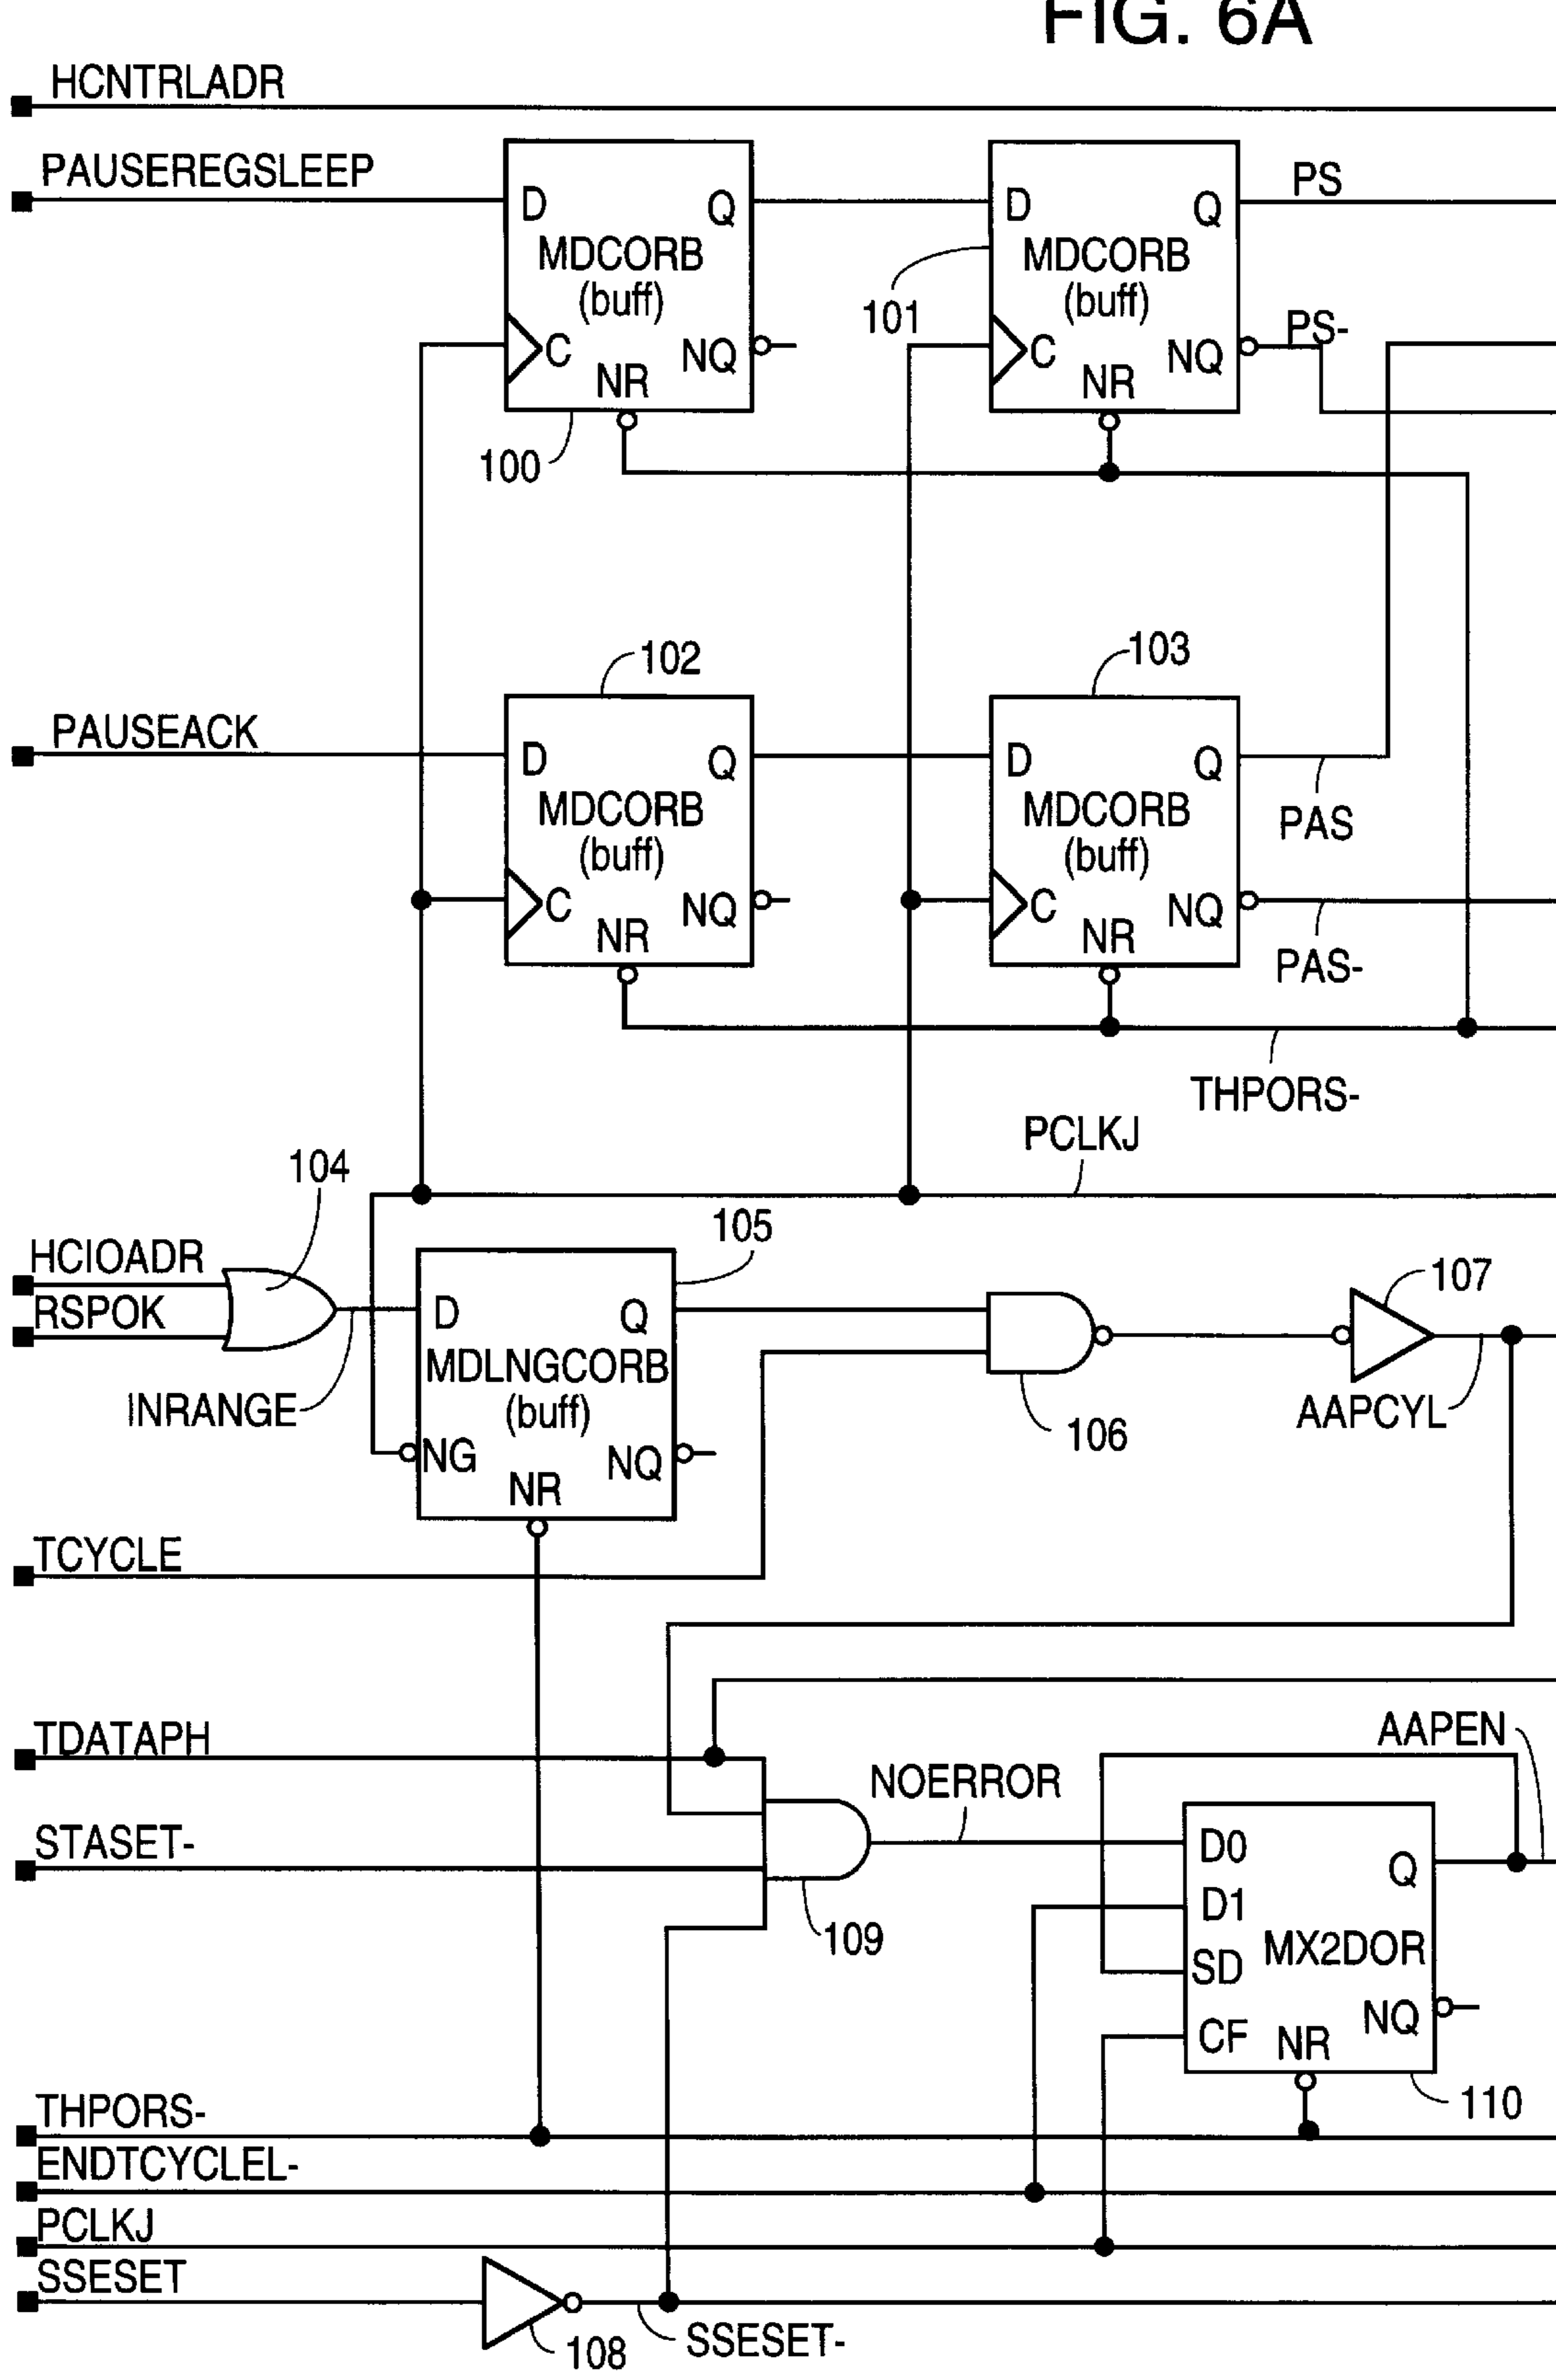 FIG. 6A
HCNTRLADR
PAUSEREGSLEEP
D
Q
MDCORB
(buff)
C
NQ
NR
100
D
Q
MDCORB
(buff)
C
NQ
NR
101
PS
PS-
PAUSEACK
102
D
Q
MDCORB
(buff)
C
NQ
NR
103
D
Q
MDCORB
(buff)
C
NQ
NR
PAS
PAS-
THPORS-
PCLKJ
104
HCIOADR
RSPOK
INRANGE
105
D
Q
MDLNGCORB
(buff)
NG
NQ
NR
106
107
AAPCYL
TCYCLE
TDATAPH
STASET-
NOERROR
109
AAPEN
D0
Q
D1
MX2DOR
SD
NQ
CF
NR
110
THPORS-
ENDTCYCLEL-
PCLKJ
SSESET
108
SSESET-